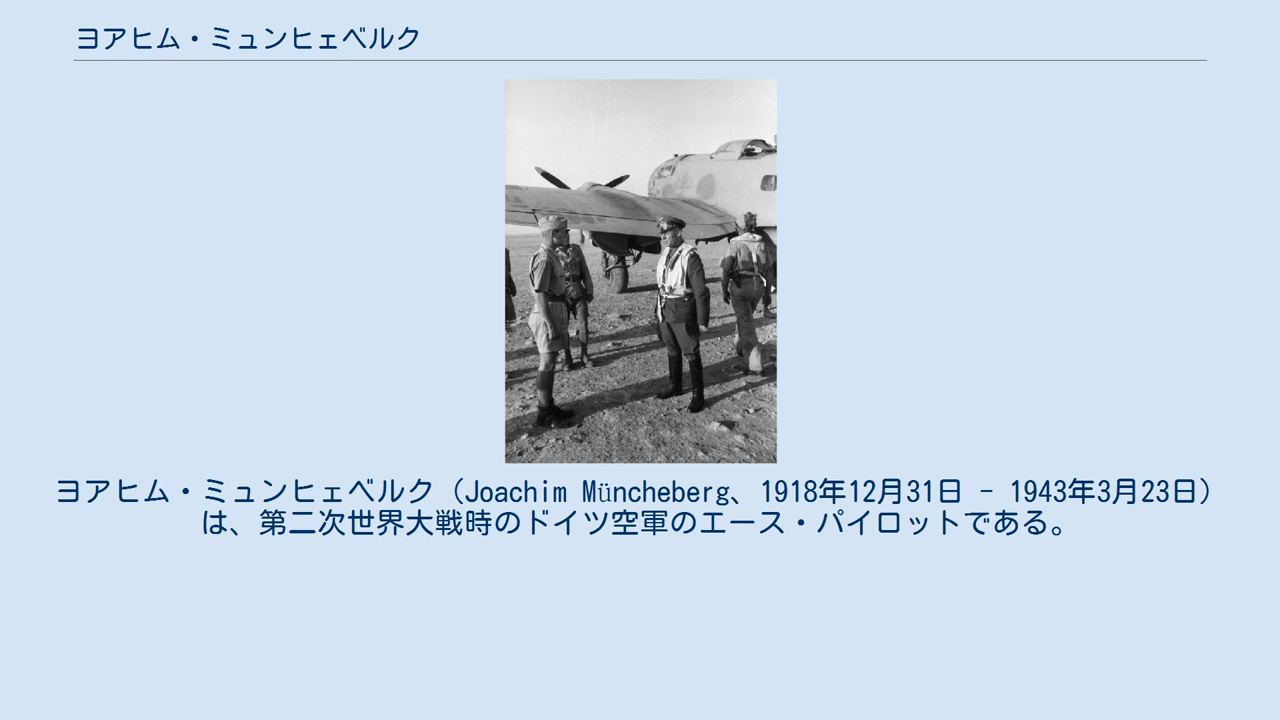 ヨアヒム・ミュンヒェベルク
ヨアヒム・ミュンヒェベルク（Joachim Müncheberg、1918年12月31日 - 1943年3月23日）
は、第二次世界大戦時のドイツ空軍のエース・パイロットである。